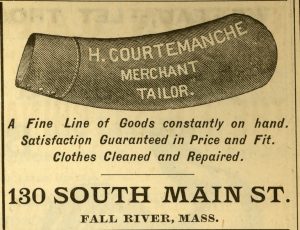 H. COURTEMANCHE
MERCHANT
TAILOR.
A Fine Line of Goods constantly on hand.
Satisfaction Guaranteed in Price and Fit.
Clothes Cleaned and Repaired.
130 SOUTH MAIN ST.
FALL RIVER, MASS.